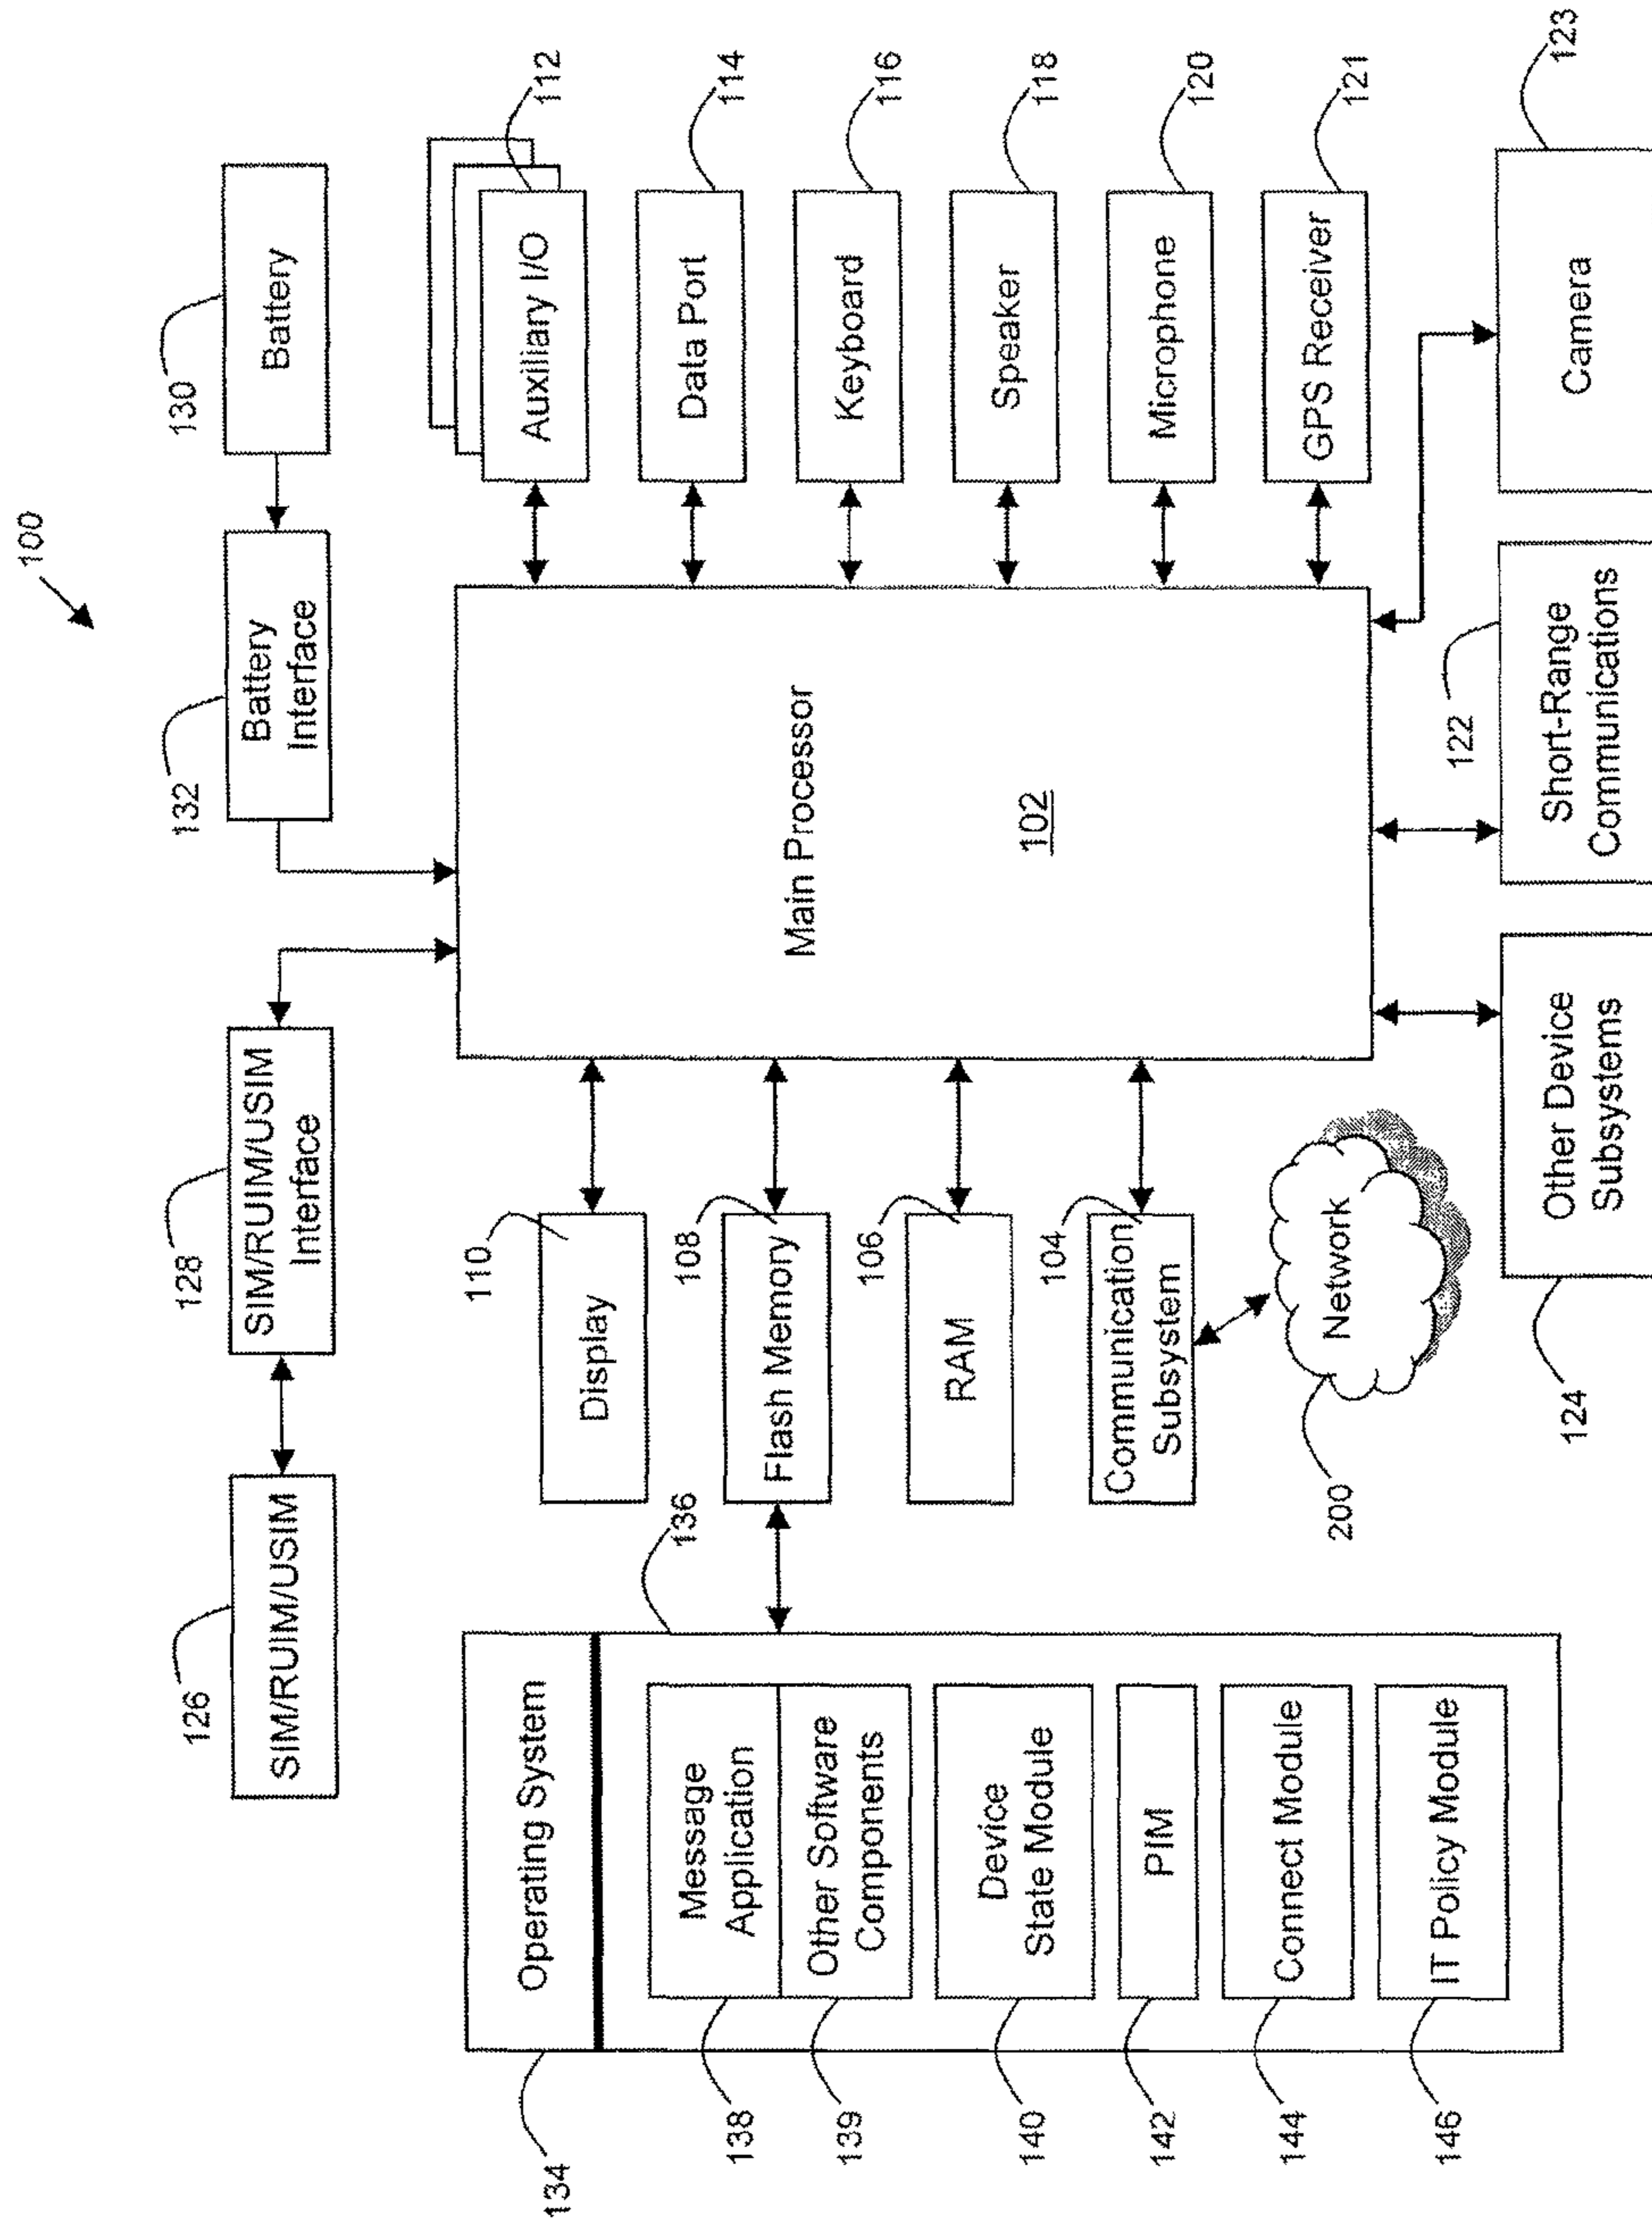 100
126
SIM/RUIM/USIM
128
SIM/RUIM/USIM
Interface
132
Battery
Interface
130
Battery
134
Operating System
136
138
Message
Application
139
Other Software
Components
140
Device
State Module
142
PIM
144
Connect Module
146
IT Policy Module
110
Display
108
Flash Memory
106
RAM
104
Communication
Subsystem
200
Network
Main Processor
102
Auxiliary I/O
112
Data Port
114
Keyboard
116
Speaker
118
Microphone
120
GPS Receiver
121
124
Other Device
Subsystems
122
Short-Range
Communications
Camera
123